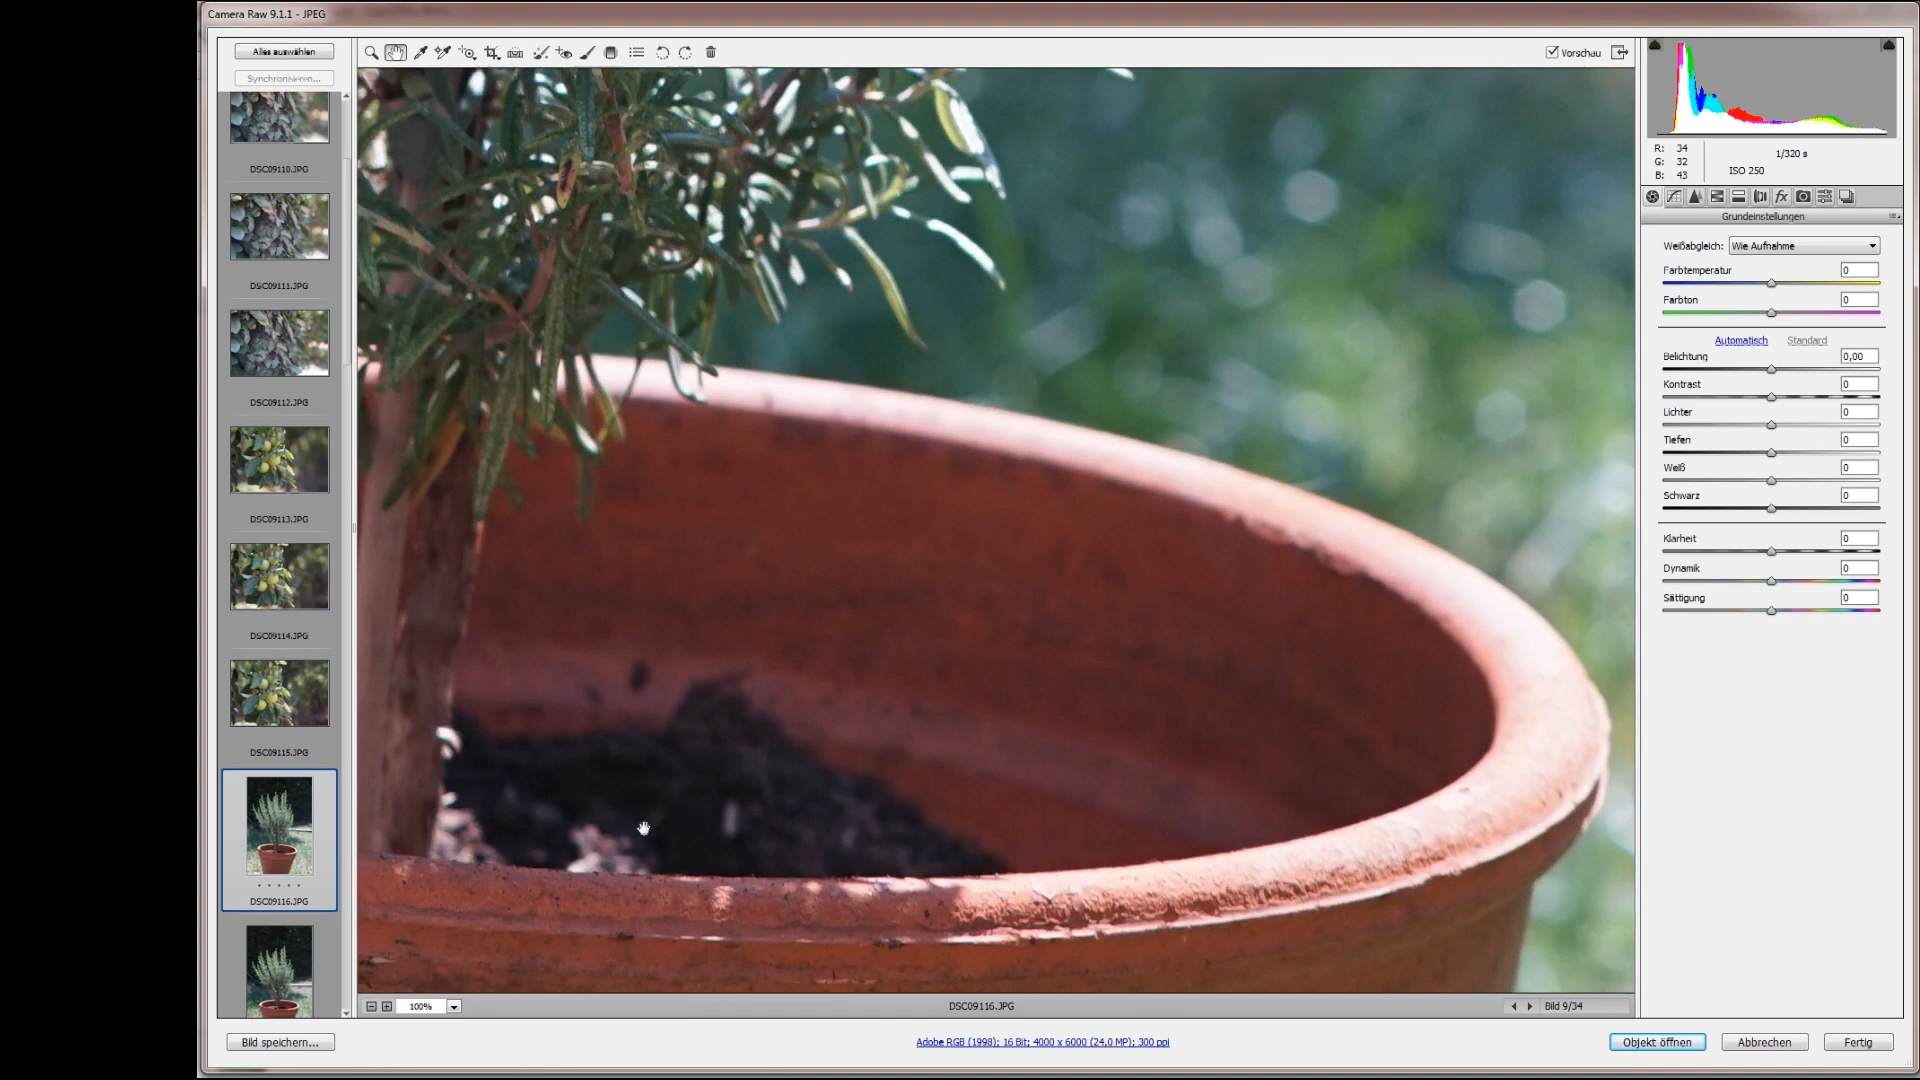 Camera Raw 9.1.1 - JPEG
Alles auswählen
Synchronisieren...
Vorschau
DSC09110.JPG
DSC09111.JPG
DSC09112.JPG
DSC09113.JPG
DSC09114.JPG
DSC09115.JPG
DSC09116.JPG
R: 34
G: 32
B: 43
1/320 s
ISO 250
fx
Grundeinstellungen
Weißabgleich: Wie Aufnahme
Farbtemperatur 0
Farbton 0
Automatisch Standard
Belichtung 0,00
Kontrast 0
Lichter 0
Tiefen 0
Weiß 0
Schwarz 0
Klarheit 0
Dynamik 0
Sättigung 0
100%
DSC09116.JPG
Bild 9/34
Bild speichern...
Adobe RGB (1998); 16 Bit; 4000 x 6000 (24,0 MP); 300 ppi
Objekt öffnen
Abbrechen
Fertig